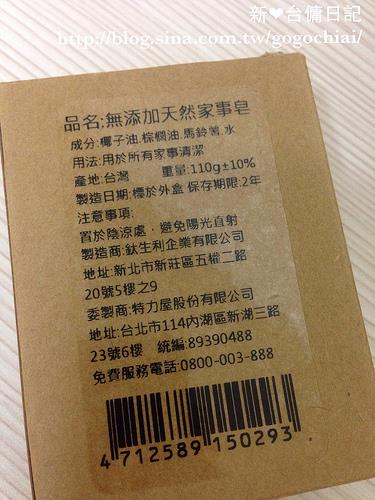 新❤台傭日記
http://blog.sina.com.tw/gogochiai/
品名:無添加天然家事皂
成分:椰子油.棕櫚油.馬鈴薯.水
用法:用於所有家事清潔
產地:台灣 重量:110g±10%
製造日期:標於外盒 保存期限:2年
注意事項:
置於陰涼處，避免陽光直射
製造商:鈦生利企業有限公司
地址:新北市新莊區五權二路
20號5樓之9
委製商:特力屋股份有限公司
地址:台北市114內湖區新湖三路
23號6樓 統編:89390488
免費服務電話:0800-003-888
4 712589 150293